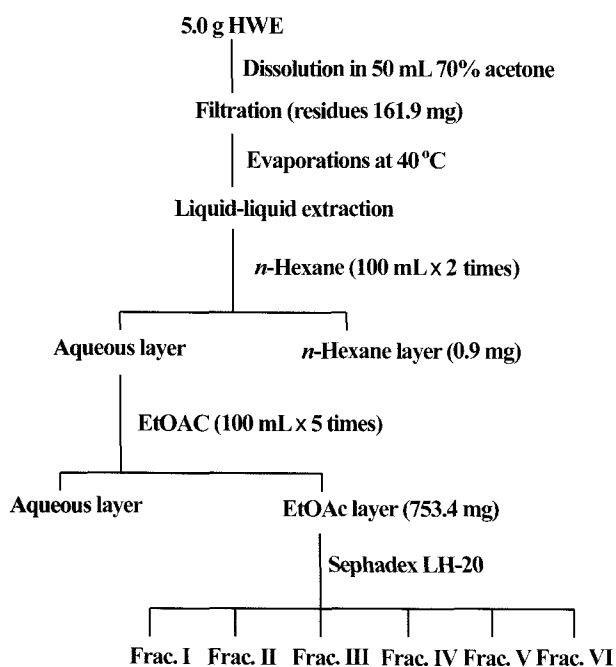 5.0 g HWE
Dissolution in 50 mL 70% acetone
Filtration (residues 161.9 mg)
Evaporations at 40 °C
Liquid-liquid extraction
n-Hexane (100 mL x 2 times)
Aqueous layer
n-Hexane layer (0.9 mg)
EtOAC (100 mL x 5 times)
Aqueous layer
EtOAc layer (753.4 mg)
Sephadex LH-20
Frac. I Frac. II Frac. III Frac. IV Frac. V Frac. VI